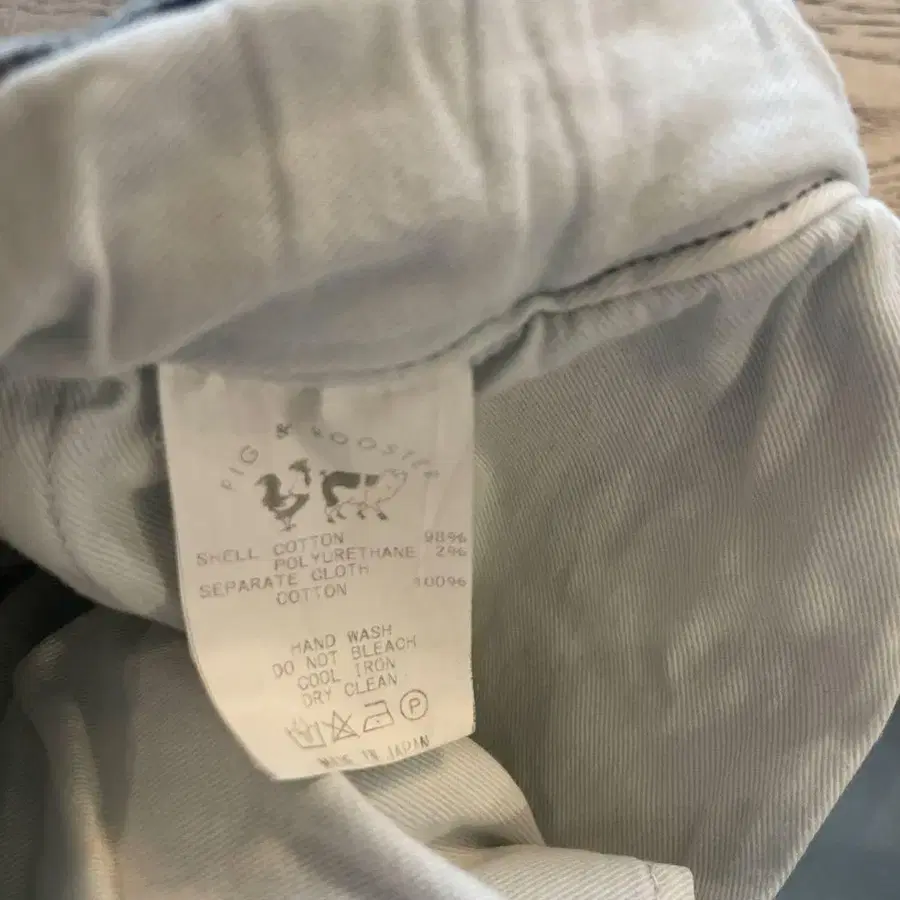 PIG & ROOSTER
SHELL COTTON 98%
POLYURETHANE 2%
SEPARATE CLOTH
COTTON 100%
HAND WASH
DO NOT BLEACH
COOL IRON
DRY CLEAN
P
MADE IN JAPAN